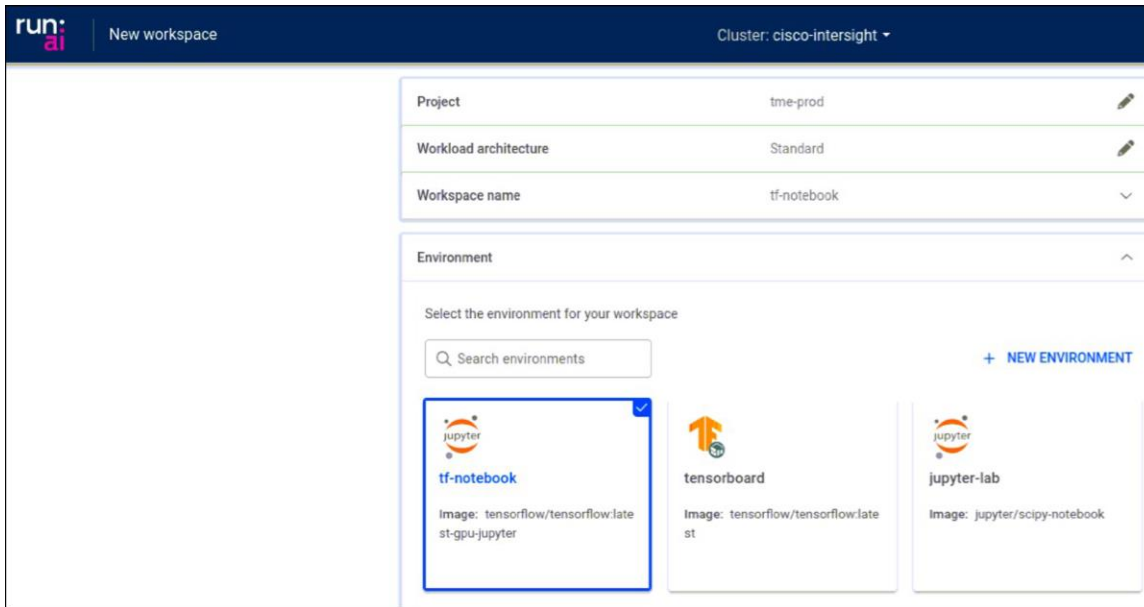 run:
ai
New workspace
Cluster: cisco-intersight
Project tme-prod
Workload architecture Standard
Workspace name tf-notebook
Environment
Select the environment for your workspace
Search environments
+ NEW ENVIRONMENT
jupyter
tf-notebook
Image: tensorflow/tensorflow:late
st-gpu-jupyter
TF
tensorboard
Image: tensorflow/tensorflow:late
st
jupyter
jupyter-lab
Image: jupyter/scipy-notebook